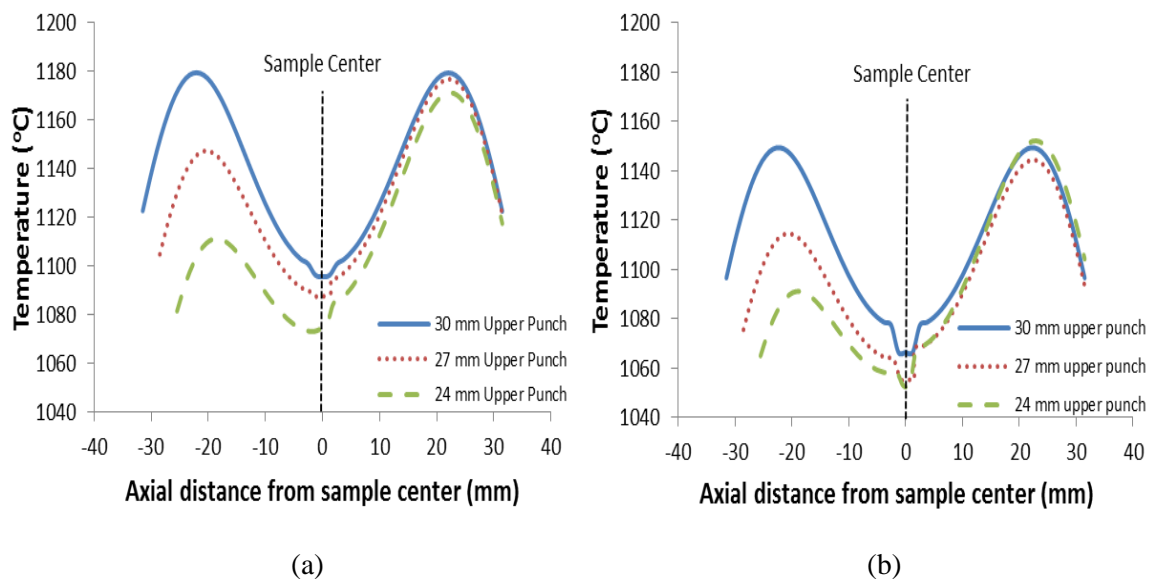 1200
1180
1160
1140
1120
1100
1080
1060
1040
Temperature (°C)
Sample Center
30 mm Upper Punch
27 mm Upper Punch
24 mm Upper Punch
-40 -30 -20 -10 0 10 20 30 40
Axial distance from sample center (mm)
(a)
1200
1180
1160
1140
1120
1100
1080
1060
1040
Temperature (°C)
Sample Center
30 mm upper punch
27 mm upper punch
24 mm upper punch
-40 -30 -20 -10 0 10 20 30 40
Axial distance from sample center (mm)
(b)